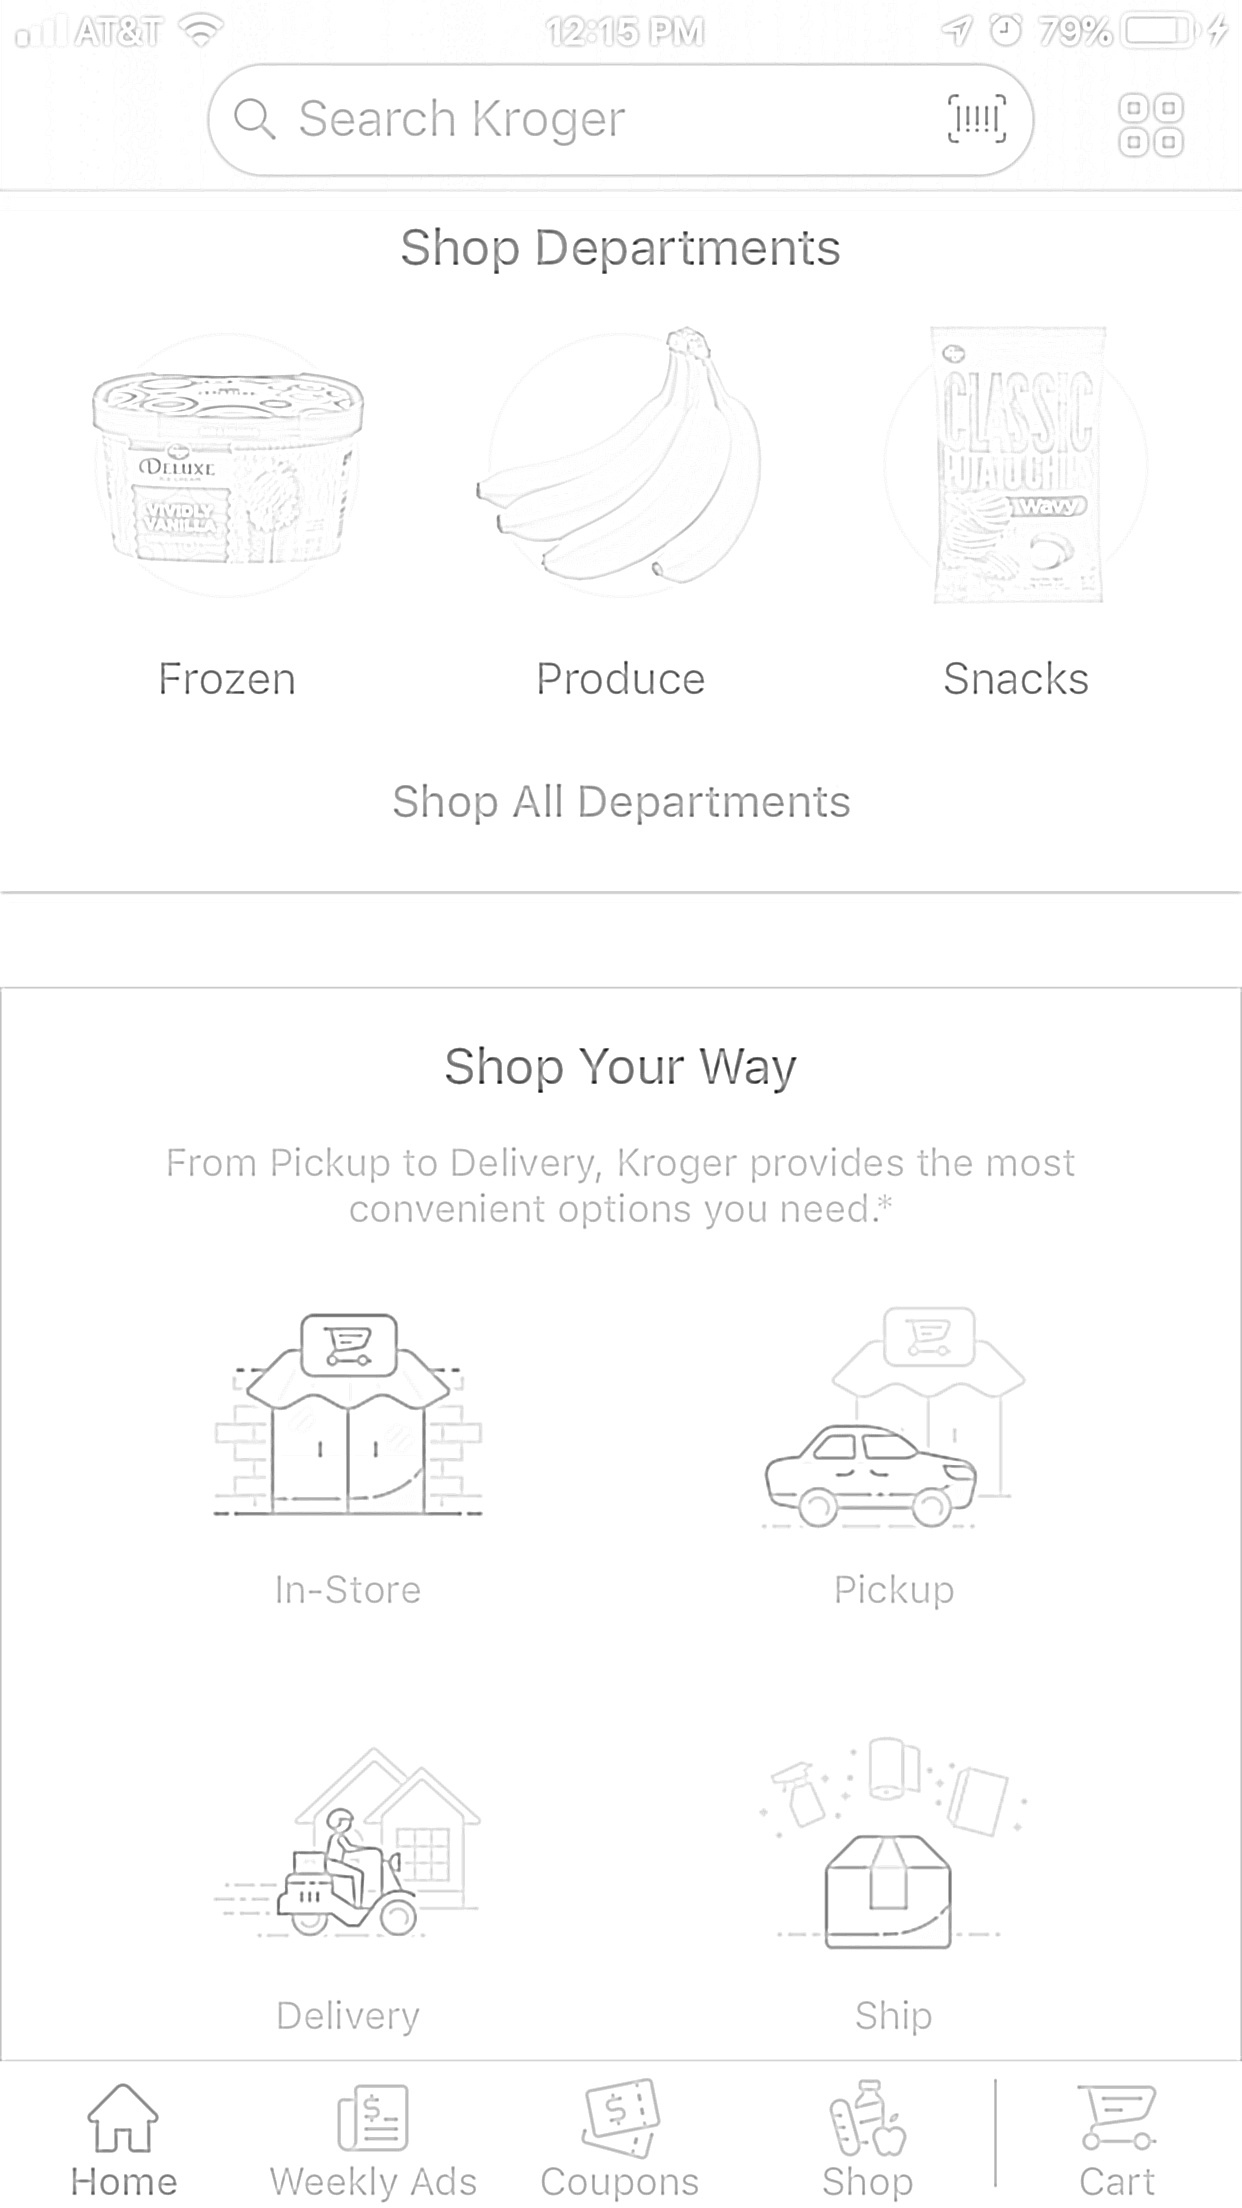 AT&T 12:15 PM 79%
Search Kroger
Shop Departments
DELUXE
ICE CREAM
VIVIDLY
VANILLA
CLASSIC
Wavy
Frozen Produce Snacks
Shop All Departments
Shop Your Way
From Pickup to Delivery, Kroger provides the most
convenient options you need.*
In-Store Pickup
Delivery Ship
Home Weekly Ads Coupons Shop Cart